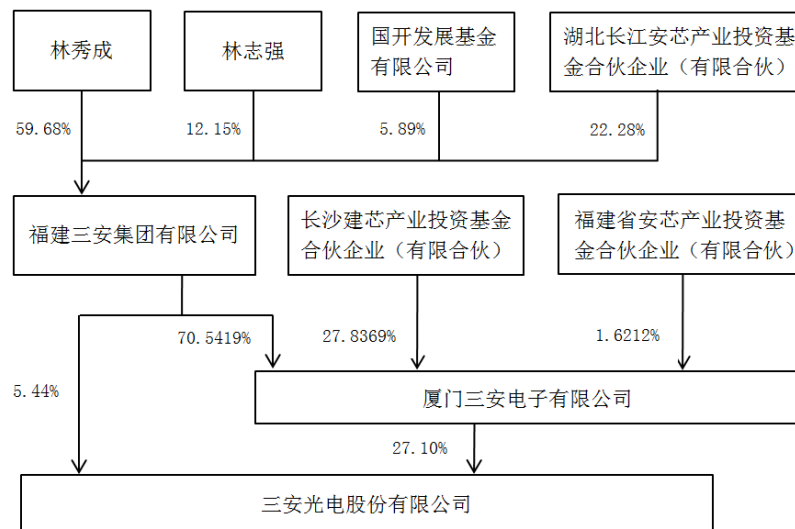 林秀成
林志强
国开发展基金
有限公司
湖北长江安芯产业投资基
金合伙企业（有限合伙）
59.68%
12.15%
5.89%
22.28%
福建三安集团有限公司
长沙建芯产业投资基金
合伙企业（有限合伙）
福建省安芯产业投资基
金合伙企业（有限合伙）
70.5419%
27.8369%
1.6212%
5.44%
厦门三安电子有限公司
27.10%
三安光电股份有限公司